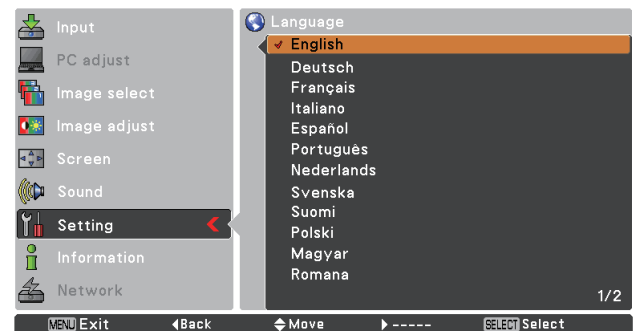 Input
PC adjust
Image select
Image adjust
Screen
Sound
Setting
Information
Network
Language
English
Deutsch
Français
Italiano
Español
Português
Nederlands
Svenska
Suomi
Polski
Magyar
Romana
1/2
MENU Exit ◀Back Move ▶----- SELECT Select